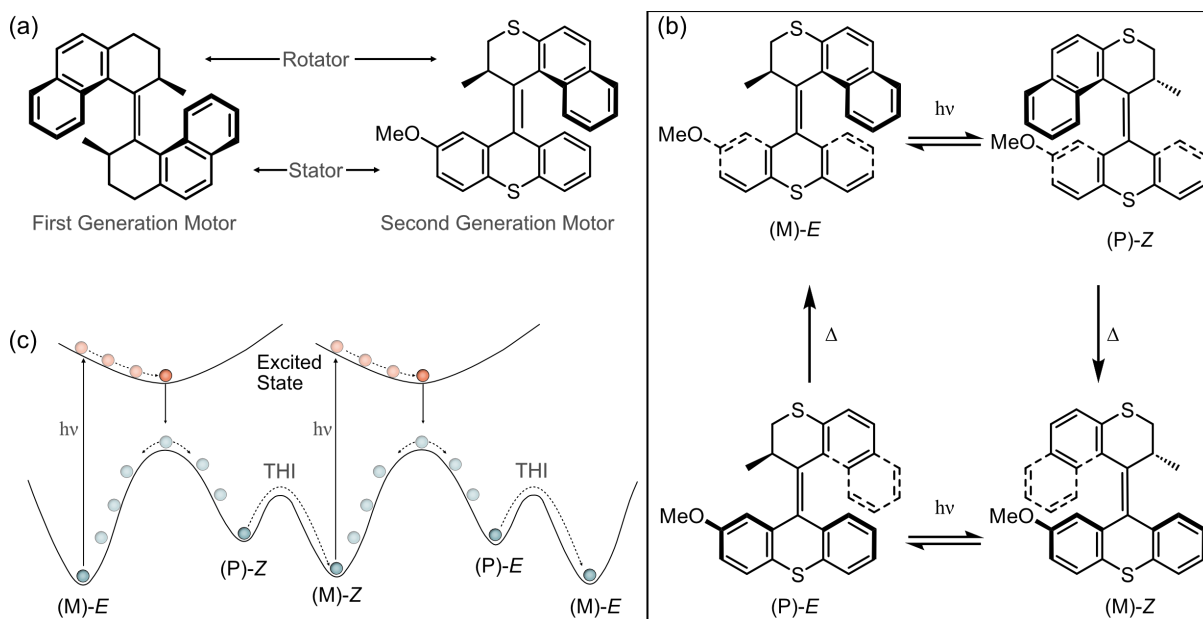 (a)
S
Rotator
MeO
Stator
S
First Generation Motor
Second Generation Motor
(b)
S
MeO
S
(M)-E
hν
S
MeO
S
(P)-Z
Δ
Δ
S
MeO
S
(P)-E
hν
S
MeO
S
(M)-Z
(c)
Excited
State
hν
hν
THI
THI
(P)-Z
(P)-E
(M)-E
(M)-Z
(M)-E